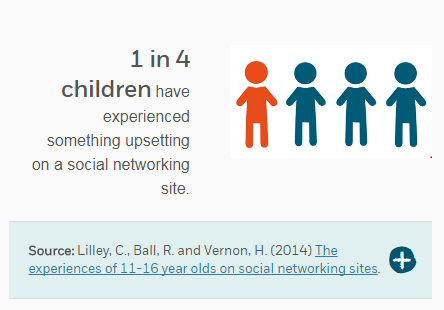 1 in 4
children have
experienced
something upsetting
on a social networking
site.
Source: Lilley, C., Ball, R. and Vernon, H. (2014) The
experiences of 11-16 year olds on social networking sites.